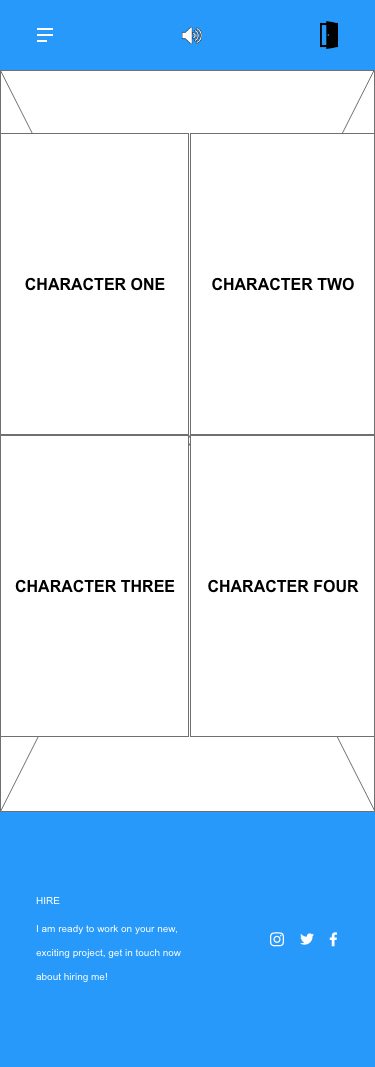 CHARACTER ONE
CHARACTER TWO
CHARACTER THREE
CHARACTER FOUR
HIRE
I am ready to work on your new,
exciting project, get in touch now
about hiring me!